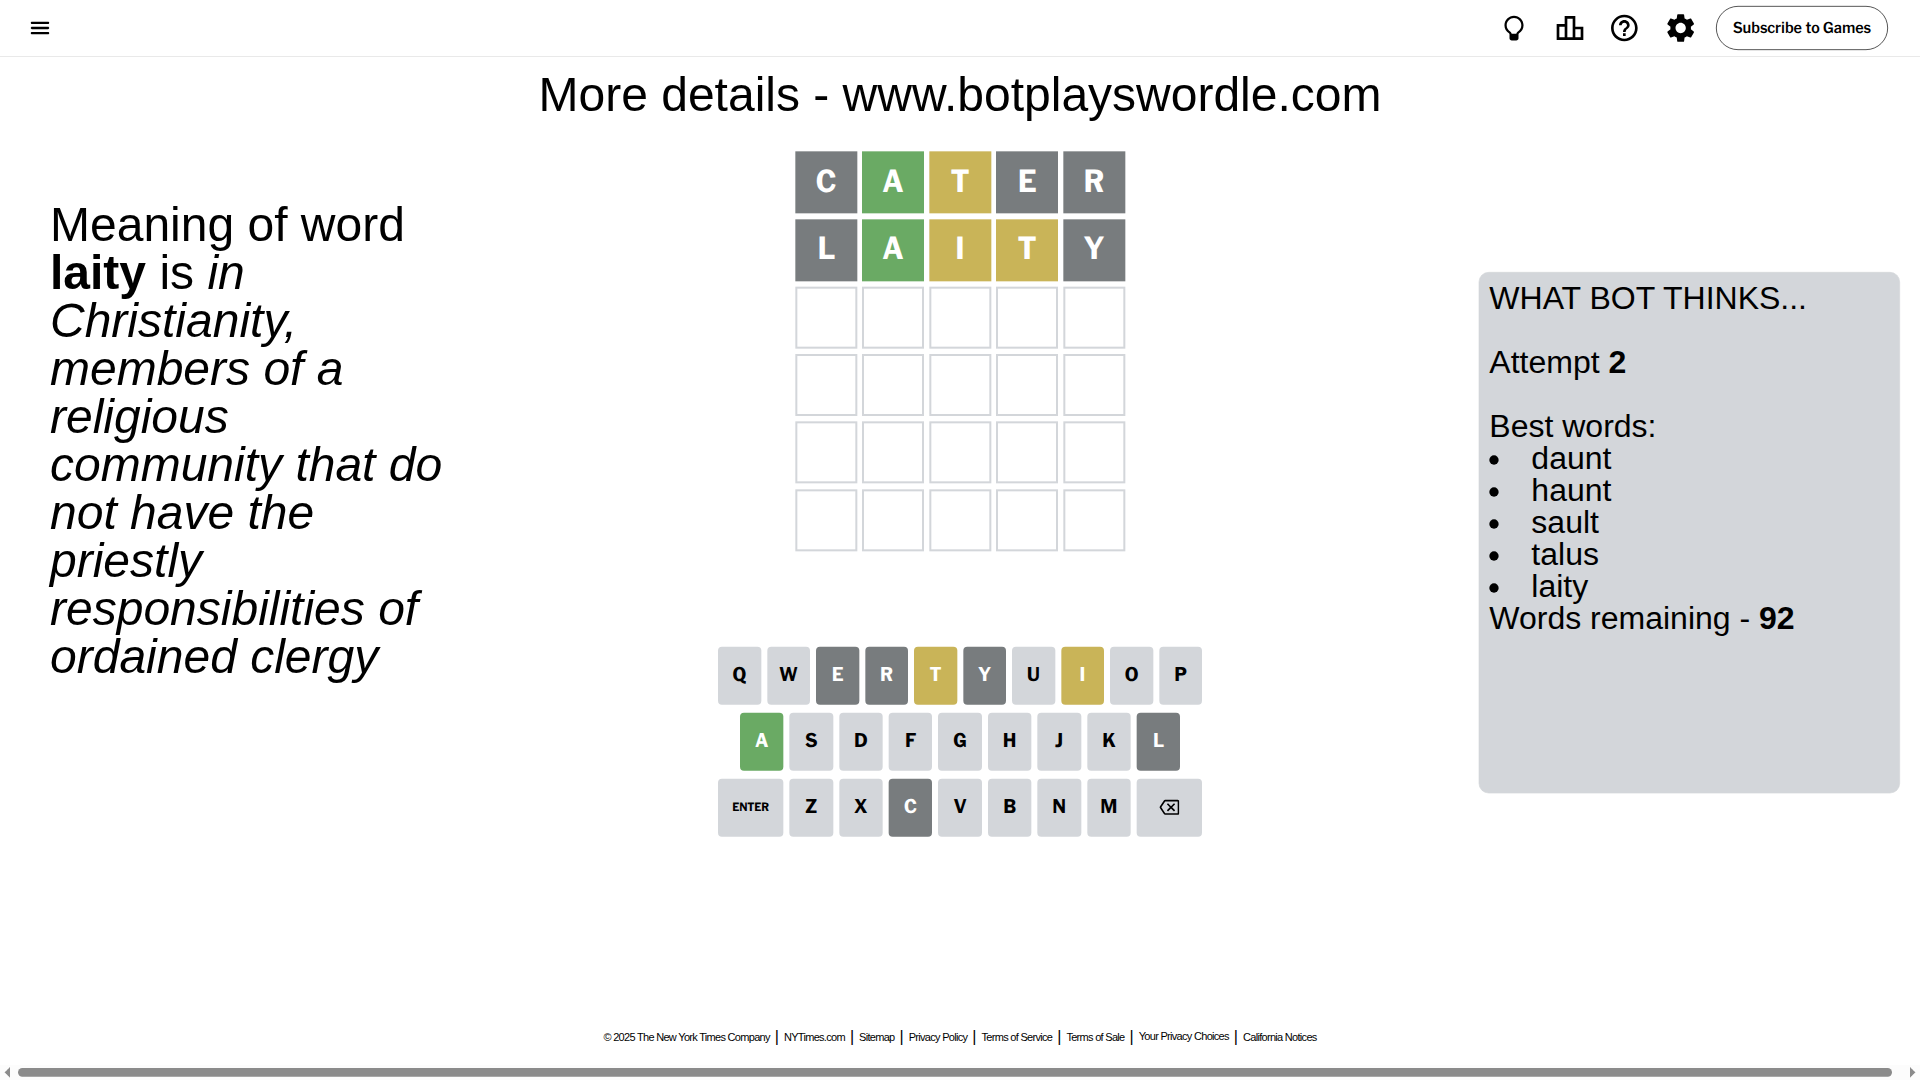 Subscribe to Games
More details - www.botplayswordle.com
Meaning of word
laity is in
Christianity,
members of a
religious
community that do
not have the
priestly
responsibilities of
ordained clergy
C A T E R
L A I T Y
WHAT BOT THINKS...
Attempt 2
Best words:
• daunt
• haunt
• sault
• talus
• laity
Words remaining - 92
Q W E R T Y U I O P
A S D F G H J K L
ENTER Z X C V B N M
© 2025 The New York Times Company | NYTimes.com | Sitemap | Privacy Policy | Terms of Service | Terms of Sale | Your Privacy Choices | California Notices